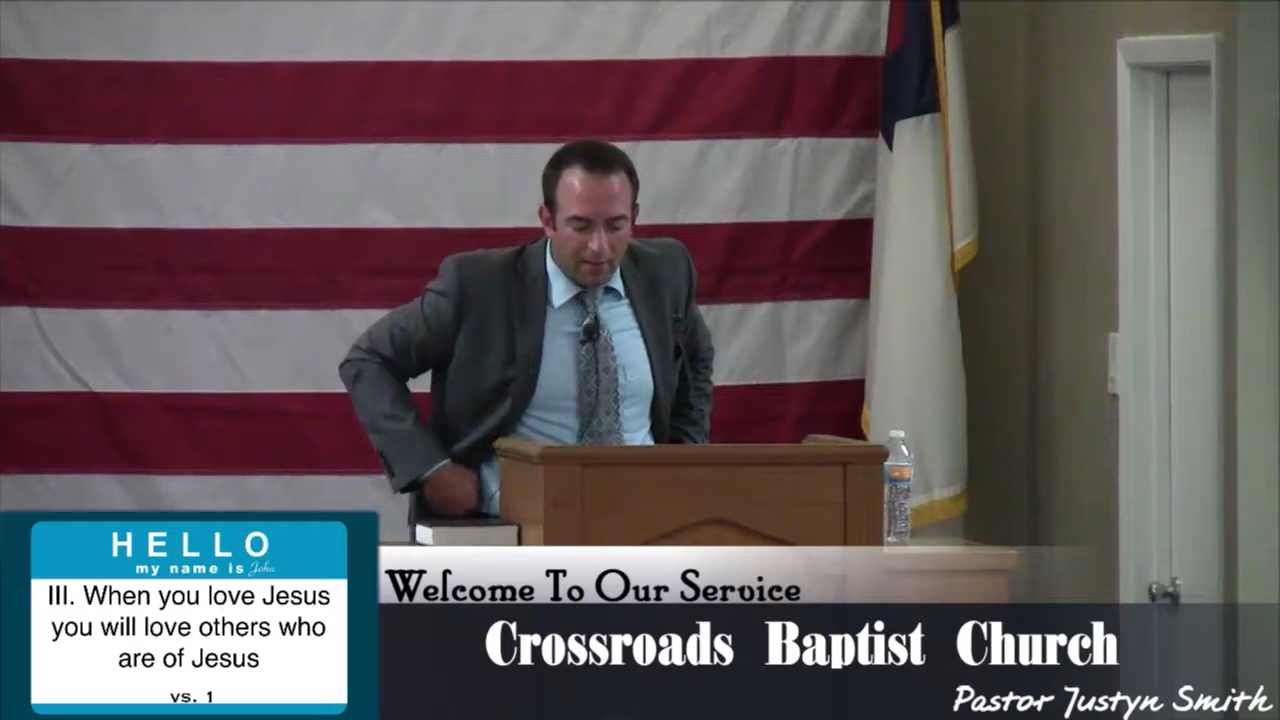 HELLO
my name is John
III. When you love Jesus
you will love others who
are of Jesus
vs. 1
Welcome To Our Service
Crossroads Baptist Church
Pastor Justyn Smith